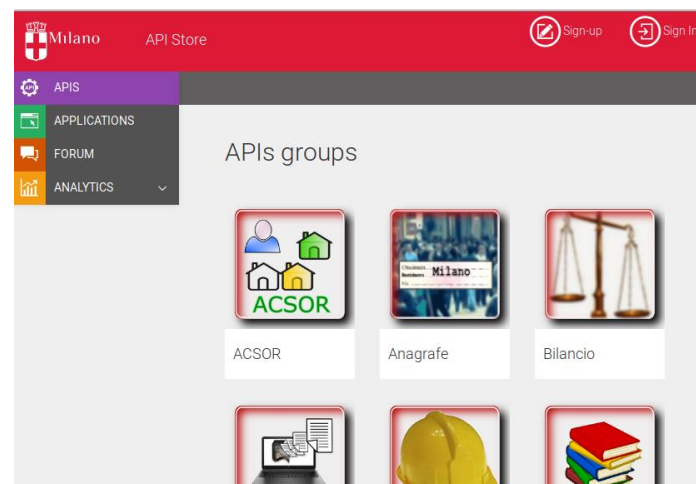 Milano
API Store
Sign-up
Sign In
APIS
APPLICATIONS
FORUM
ANALYTICS
APIs groups
ACSOR
Milano
ACSOR
Anagrafe
Bilancio